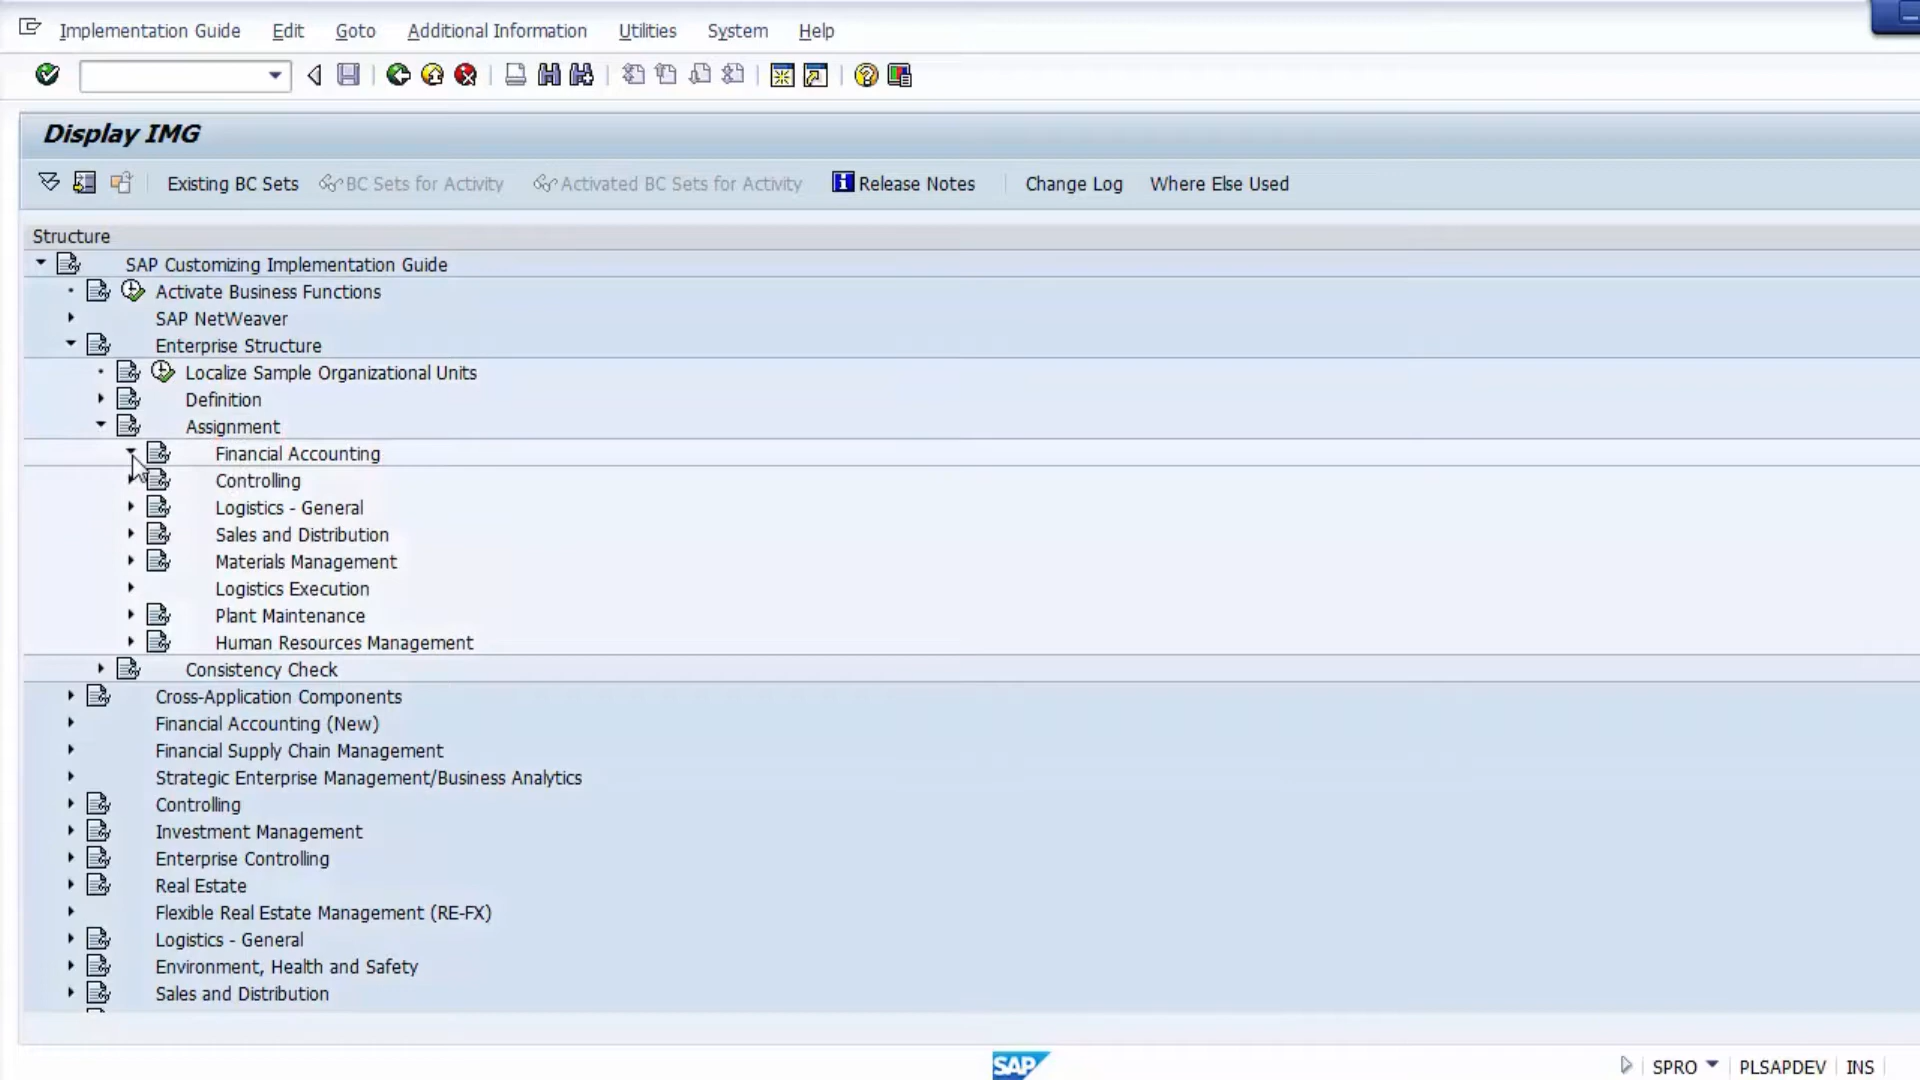 Implementation Guide Edit Goto Additional Information Utilities System Help
Display IMG
Existing BC Sets BC Sets for Activity Activated BC Sets for Activity Release Notes Change Log Where Else Used
Structure
SAP Customizing Implementation Guide
Activate Business Functions
SAP NetWeaver
Enterprise Structure
Localize Sample Organizational Units
Definition
Assignment
Financial Accounting
Controlling
Logistics - General
Sales and Distribution
Materials Management
Logistics Execution
Plant Maintenance
Human Resources Management
Consistency Check
Cross-Application Components
Financial Accounting (New)
Financial Supply Chain Management
Strategic Enterprise Management/Business Analytics
Controlling
Investment Management
Enterprise Controlling
Real Estate
Flexible Real Estate Management (RE-FX)
Logistics - General
Environment, Health and Safety
Sales and Distribution
SAP SPRO PLSAPDEV INS